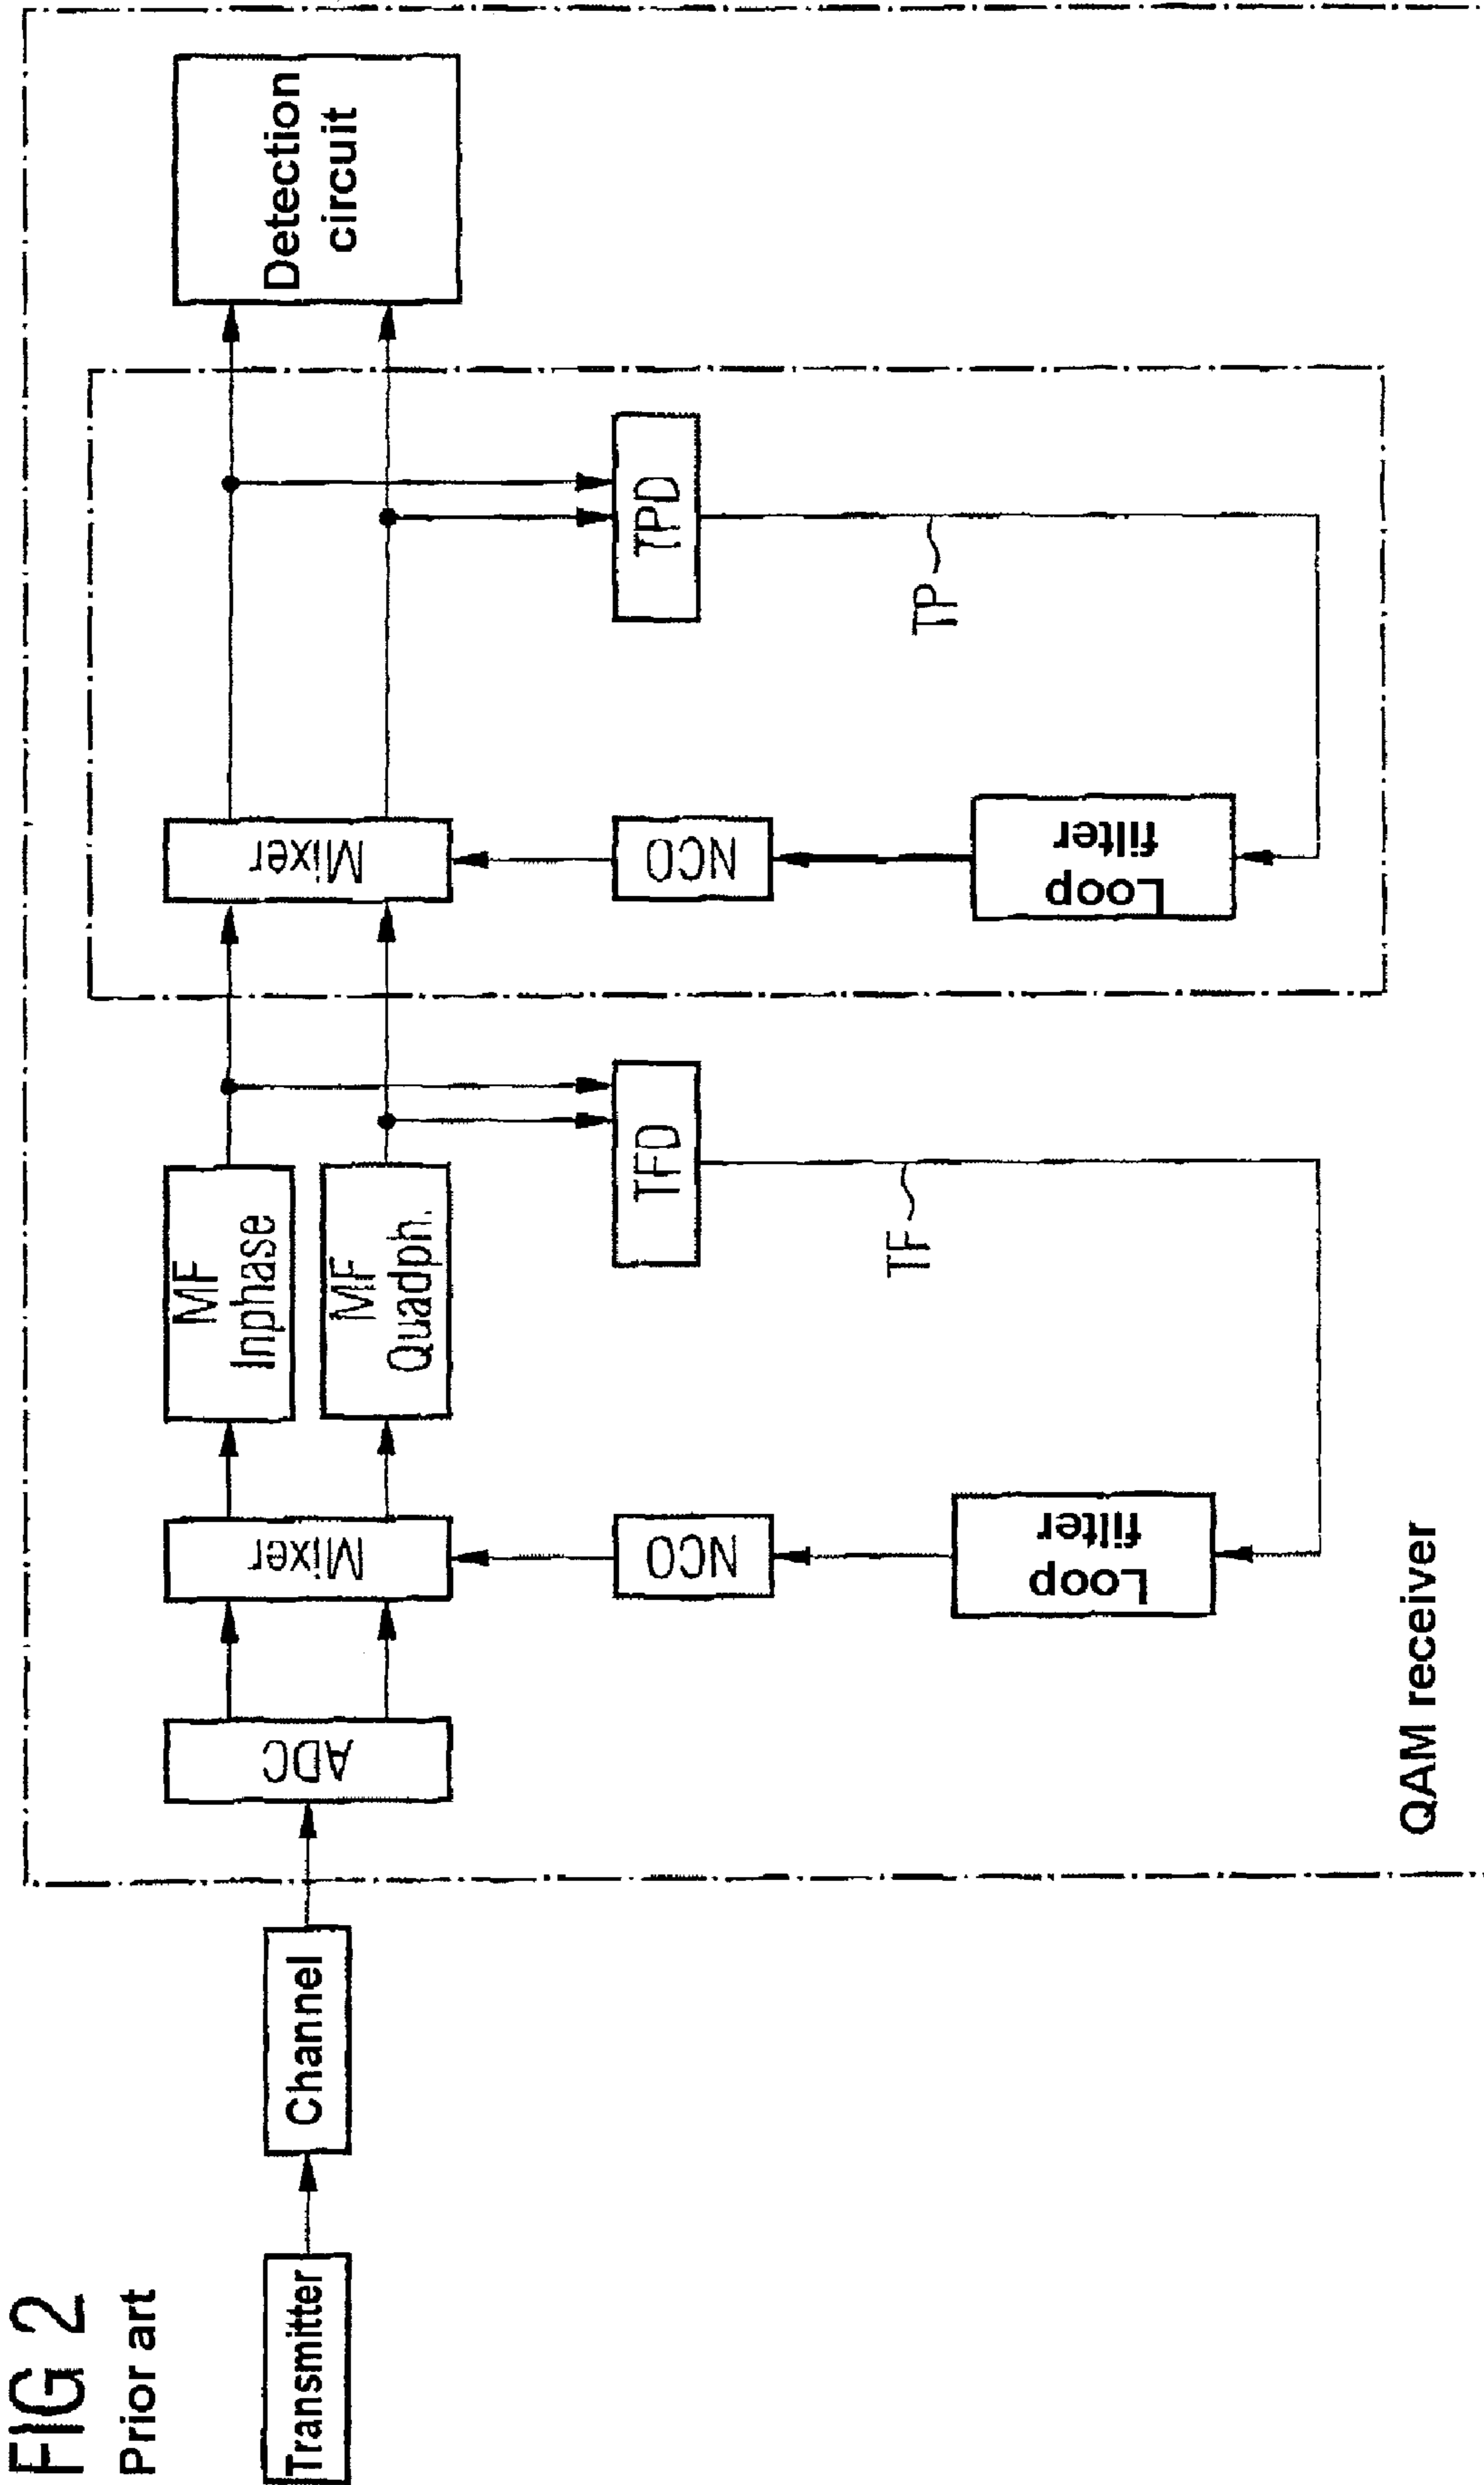 FIG 2
Prior art
Transmitter
Channel
ADC
Mixer
MF
Inphase
MF
Quadph.
Mixer
Detection
circuit
NCO
TFD
NCO
TPD
Loop
filter
TF
Loop
filter
TP
QAM receiver